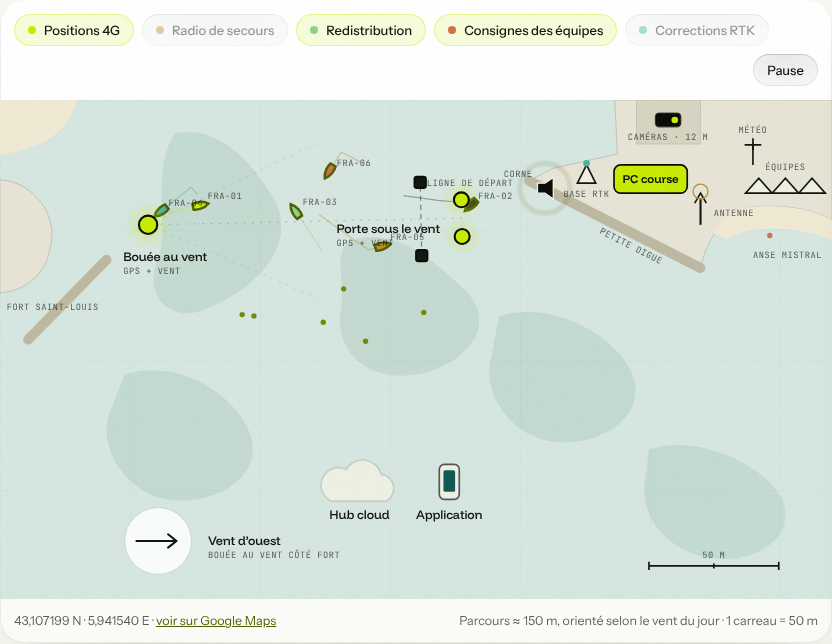 Positions 4G
Radio de secours
Redistribution
Consignes des équipes
Corrections RTK
Pause
CAMÉRAS · 12 M
MÉTÉO
FRA-06
ÉQUIPES
CORNE
LIGNE DE DÉPART
PC course
BASE RTK
FRA-01
FRA-02
FRA-03
ANTENNE
Porte sous le vent
GPS + VENT
FRA-05
PETITE DIGUE
Bouée au vent
GPS + VENT
ANSE MISTRAL
FORT SAINT-LOUIS
Hub cloud
Application
Vent d’ouest
BOUÉE AU VENT CÔTÉ FORT
50 M
43,107199 N · 5,941540 E · voir sur Google Maps
Parcours ≈ 150 m, orienté selon le vent du jour · 1 carreau = 50 m